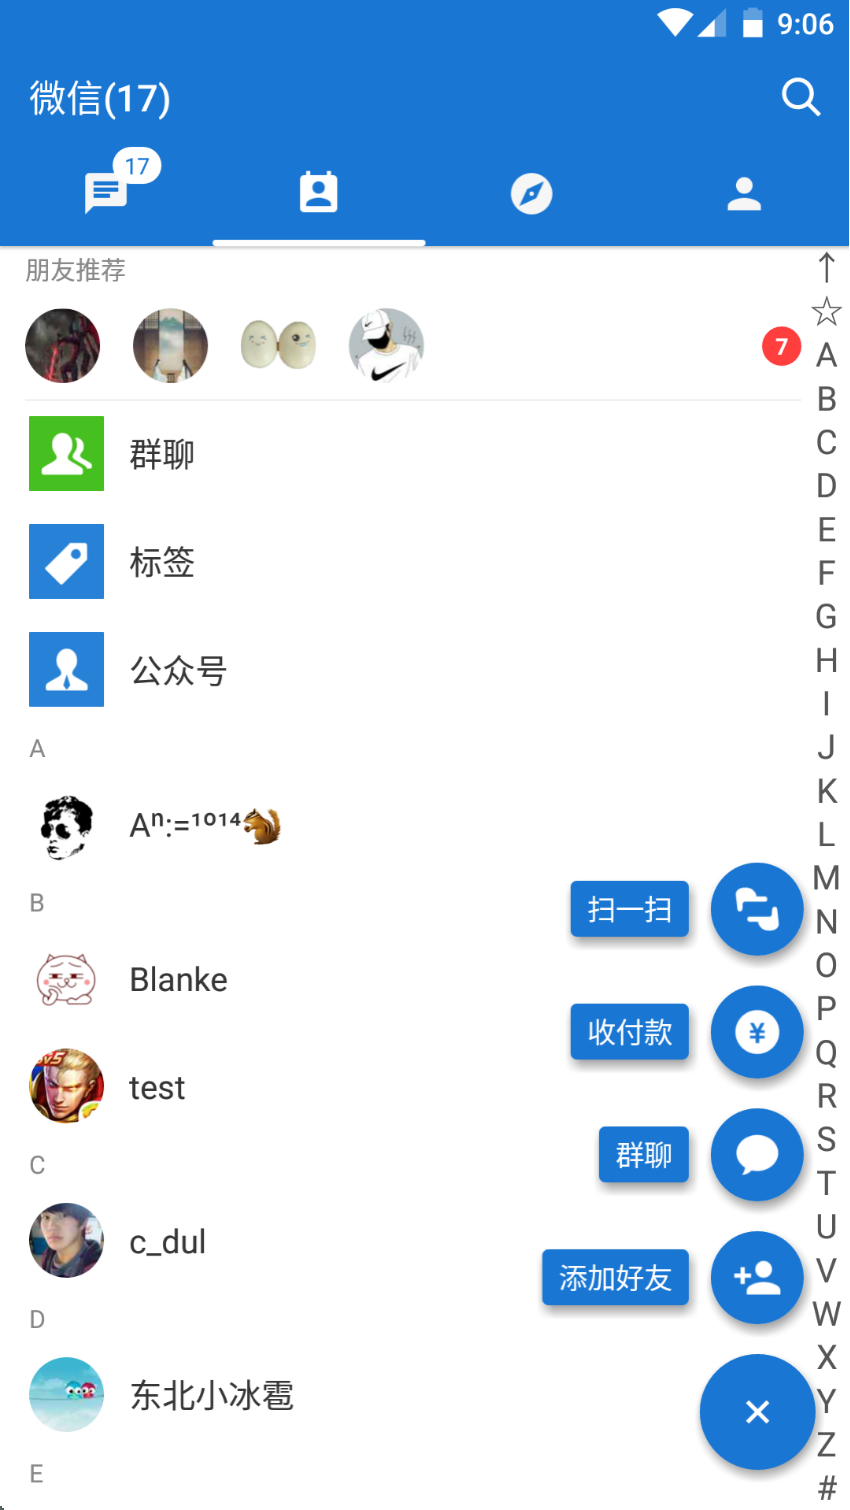 9:06
微信(17)
17
朋友推荐
7
群聊
标签
公众号
A
Aⁿ:=¹º¹⁴🐿
B
Blanke
test
C
c_dul
D
东北小冰雹
E
扫一扫
收付款
¥
群聊
添加好友
↑
☆
A
B
C
D
E
F
G
H
I
J
K
L
M
N
O
P
Q
R
S
T
U
V
W
X
Y
Z
#